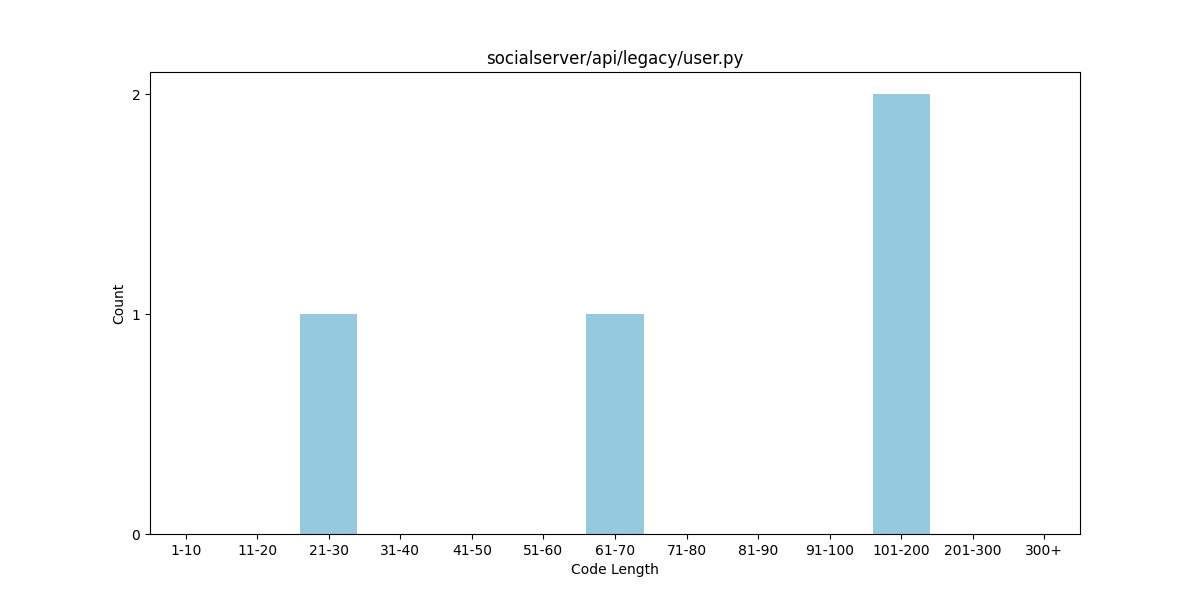 socialserver/api/legacy/user.py
2
1
0
Count
1-10 11-20 21-30 31-40 41-50 51-60 61-70 71-80 81-90 91-100 101-200 201-300 300+
Code Length